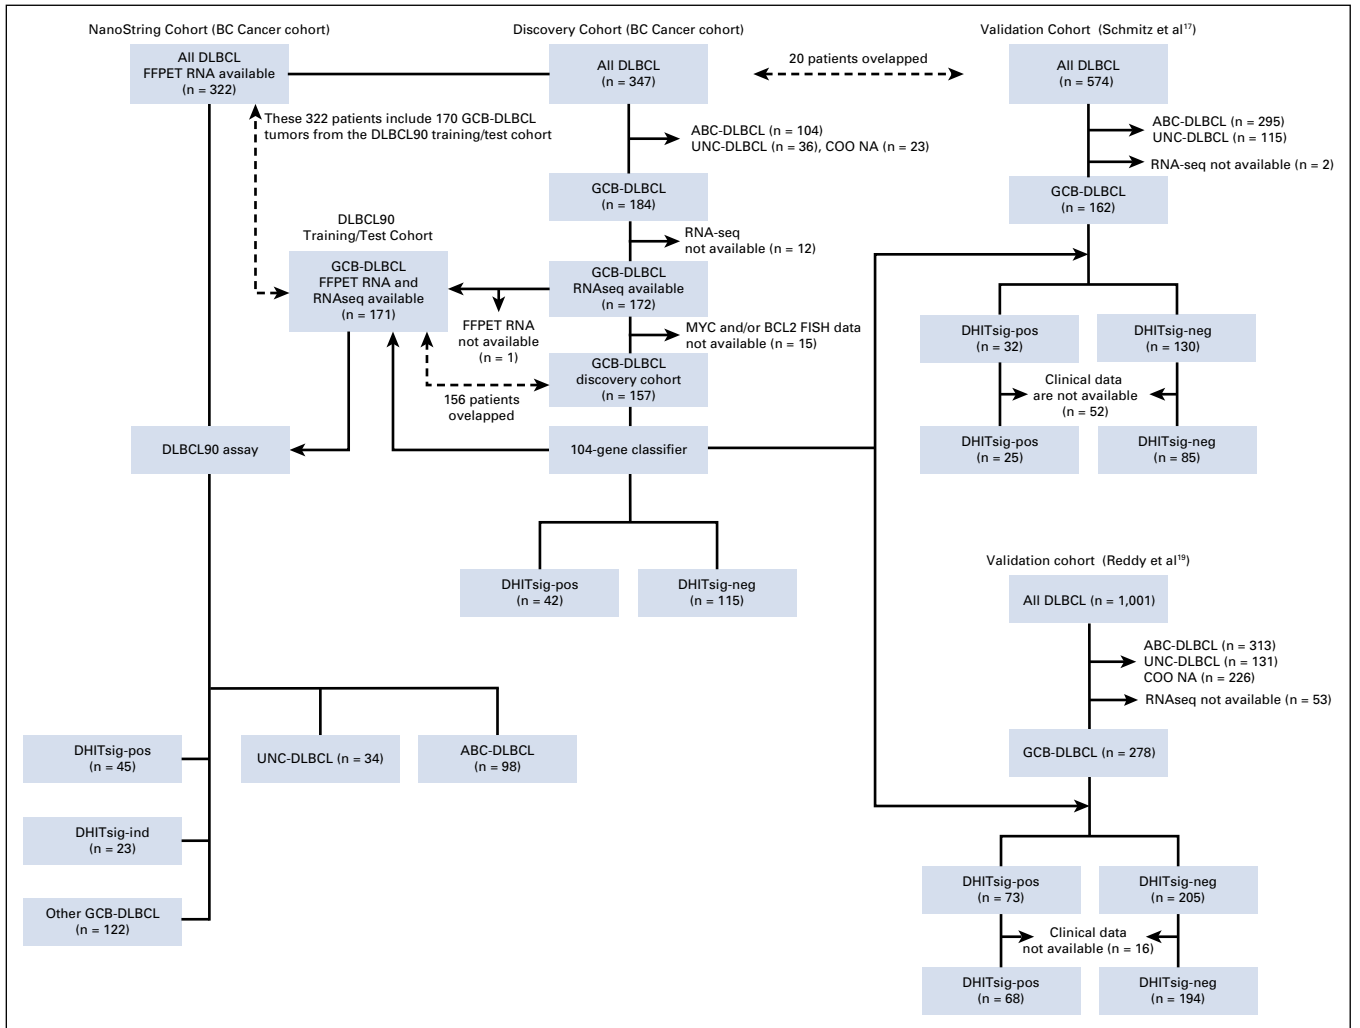 NanoString Cohort (BC Cancer cohort)
All DLBCL
FFPET RNA available
(n = 322)
These 322 patients include 170 GCB-DLBCL
tumors from the DLBCL90 training/test cohort
DLBCL90
Training/Test Cohort
GCB-DLBCL
FFPET RNA and
RNAseq available
(n = 171)
DLBCL90 assay
DHITsig-pos
(n = 45)
DHITsig-ind
(n = 23)
Other GCB-DLBCL
(n = 122)
UNC-DLBCL (n = 34)
ABC-DLBCL
(n = 98)
Discovery Cohort (BC Cancer cohort)
All DLBCL
(n = 347)
20 patients ovelapped
ABC-DLBCL (n = 104)
UNC-DLBCL (n = 36), COO NA (n = 23)
GCB-DLBCL
(n = 184)
RNA-seq
not available (n = 12)
GCB-DLBCL
RNAseq available
(n = 172)
FFPET RNA
not available
(n = 1)
MYC and/or BCL2 FISH data
not available (n = 15)
GCB-DLBCL
discovery cohort
(n = 157)
156 patients
ovelapped
104-gene classifier
DHITsig-pos
(n = 42)
DHITsig-neg
(n = 115)
Validation Cohort (Schmitz et al17)
All DLBCL
(n = 574)
ABC-DLBCL (n = 295)
UNC-DLBCL (n = 115)
RNA-seq not available (n = 2)
GCB-DLBCL
(n = 162)
DHITsig-pos
(n = 32)
DHITsig-neg
(n = 130)
Clinical data
are not available
(n = 52)
DHITsig-pos
(n = 25)
DHITsig-neg
(n = 85)
Validation cohort (Reddy et al19)
All DLBCL (n = 1,001)
ABC-DLBCL (n = 313)
UNC-DLBCL (n = 131)
COO NA (n = 226)
RNAseq not available (n = 53)
GCB-DLBCL (n = 278)
DHITsig-pos
(n = 73)
DHITsig-neg
(n = 205)
Clinical data
not available (n = 16)
DHITsig-pos
(n = 68)
DHITsig-neg
(n = 194)